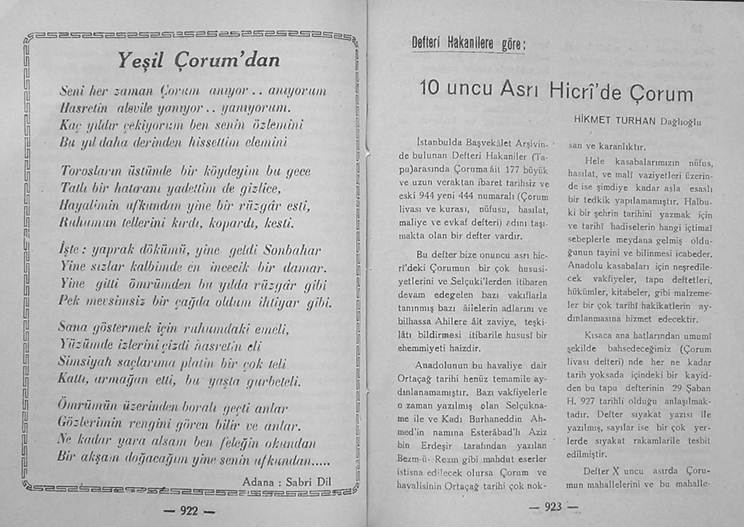 Yeşil Çorum'dan
Seni her zaman Çorum anıyor.. anıyorum
Hasretin alevile yanıyor.. yanıyorum.
Kaç yıldır çekiyorum ben senin özlemini
Bu yıl daha derinden hissettim elemini
Torosların üstünde bir köydeyim bu gece
Tatlı bir hatıranı yadettim de gizlice,
Hayalimin ufkundan yine bir rüzgâr esti,
Ruhumun tellerini kırdı, kopardı, kesti.
İşte : yaprak dökümü, yine geldi Sonbahar
Yine sızlar kalbimde en incecik bir damar.
Yine gitti ömrümden bu yılda rüzgâr gibi
Pek mevsimsiz bir çağda oldum ihtiyar gibi.
Sana göstermek için ruhumdaki emeli,
Yüzümde izlerini çizdi hasretin eli
Simsiyah saçlarıma platin bir çok teli
Kattı, armağan etti, bu yaşta gurbeteli.
Ömrümün üzerinden boralı geçti anlar
Gözlerimin rengini gören bilir ve anlar.
Ne kadar yara alsam ben feleğin okundan
Bir akşam doğacağım yine senin ufkundan.....
Adana : Sabri Dil
— 922 —
Defteri Hakanilere göre:
10 uncu Asrı Hicrî'de Çorum
HİKMET TURHAN Dağlıoğlu
İstanbulda Başvekâlet Arşivin-
de bulunan Defteri Hakaniler (Ta-
pu)arasında Çoruma âit 177 büyük
ve uzun veraktan ibaret tarihsiz ve
eski 944 yeni 444 numaralı (Çorum
livası ve kurası, nüfusu, hasılat,
maliye ve evkaf defteri) adını taşı-
makta olan bir defter vardır.
Bu defter bize onuncu asrı hic-
rî'deki Çorumun bir çok hususi-
yetlerini ve Selçukî'lerden itibaren
devam edegelen bazı vakıflarla
tanınmış bazı âilelerin adlarını ve
bilhassa Ahilere âit zaviye, teşki-
lâtı bildirmesi itibarile hususî bir
ehemmiyeti haizdir.
Anadolunun bu havaliye dair
Ortaçağ tarihi henüz temamile ay-
dınlanamamıştır. Bazı vakfiyelerle
o zaman yazılmış olan Selçukna-
me ile ve Kadı Burhaneddin Ah-
med'in namına Esterâbad'lı Aziz
bin Erdeşir tarafından yazılan
Bezm-ü- Rezm gibi mahdut eserler
istisna edilecek olursa Çorum ve
havalisinin Ortaçağ tarihi çok nok-
san ve karanlıktır.
Hele kasabalarımızın nüfus,
hasılat, ve malî vaziyetleri üzerin-
de ise şimdiye kadar asla esaslı
bir tedkik yapılamamıştır. Halbu-
ki bir şehrin tarihini yazmak için
ve tarihî hadiselerin hangi içtimaî
sebeplerle meydana gelmiş oldu-
ğunun tayini ve bilinmesi icabeder.
Anadolu kasabaları için neşredile-
cek vakfiyeler, tapu defterleri,
hükümler, kitabeler, gibi malzeme-
ler bir çok tarihî hakikatlerin ay-
dınlanmasına hizmet edecektir.
Kısaca ana hatlarından umumî
şekilde bahsedeceğimiz (Çorum
livası defteri) nde her ne kadar
tarih yoksada içindeki bir kayid-
den bu tapu defterinin 29 Şaban
H. 927 tarihli olduğu anlaşılmak-
tadır. Defter siyakat yazısı ile
yazılmış, sayılar ise bir çok yer-
lerde siyakat rakamlarile tesbit
edilmiştir.
Defter X uncu asırda Çoru-
mun mahallelerini ve bu mahalle-
— 923 —